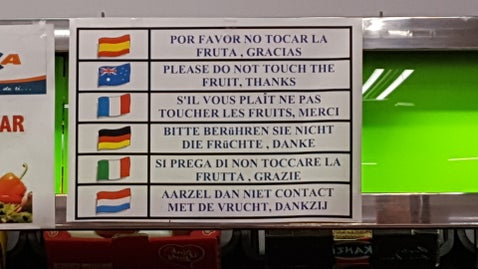 POR FAVOR NO TOCAR LA
FRUTA , GRACIAS
PLEASE DO NOT TOUCH THE
FRUIT, THANKS
S'IL VOUS PLAÎT NE PAS
TOUCHER LES FRUITS, MERCI
BITTE BERüHREN SIE NICHT
DIE FRüCHTE , DANKE
SI PREGA DI NON TOCCARE LA
FRUTTA , GRAZIE
AARZEL DAN NIET CONTACT
MET DE VRUCHT, DANKZIJ
AR